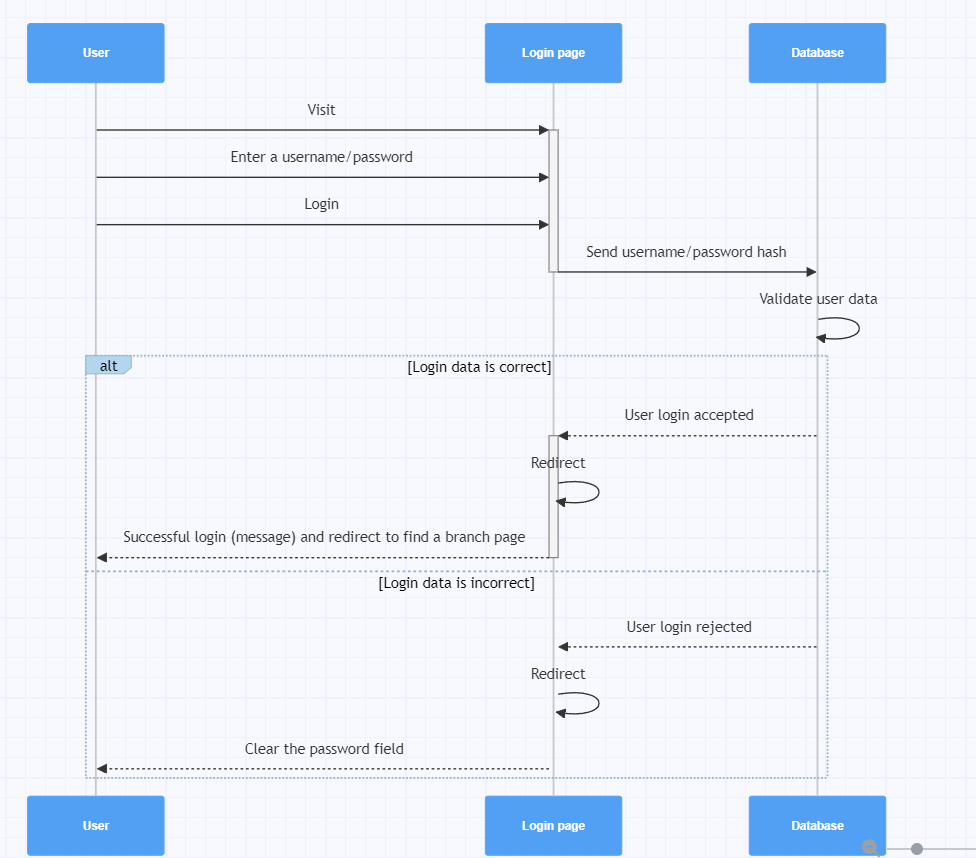 User
Login page
Database
Visit
Enter a username/password
Login
Send username/password hash
Validate user data
alt
[Login data is correct]
User login accepted
Redirect
Successful login (message) and redirect to find a branch page
[Login data is incorrect]
User login rejected
Redirect
Clear the password field
User
Login page
Database